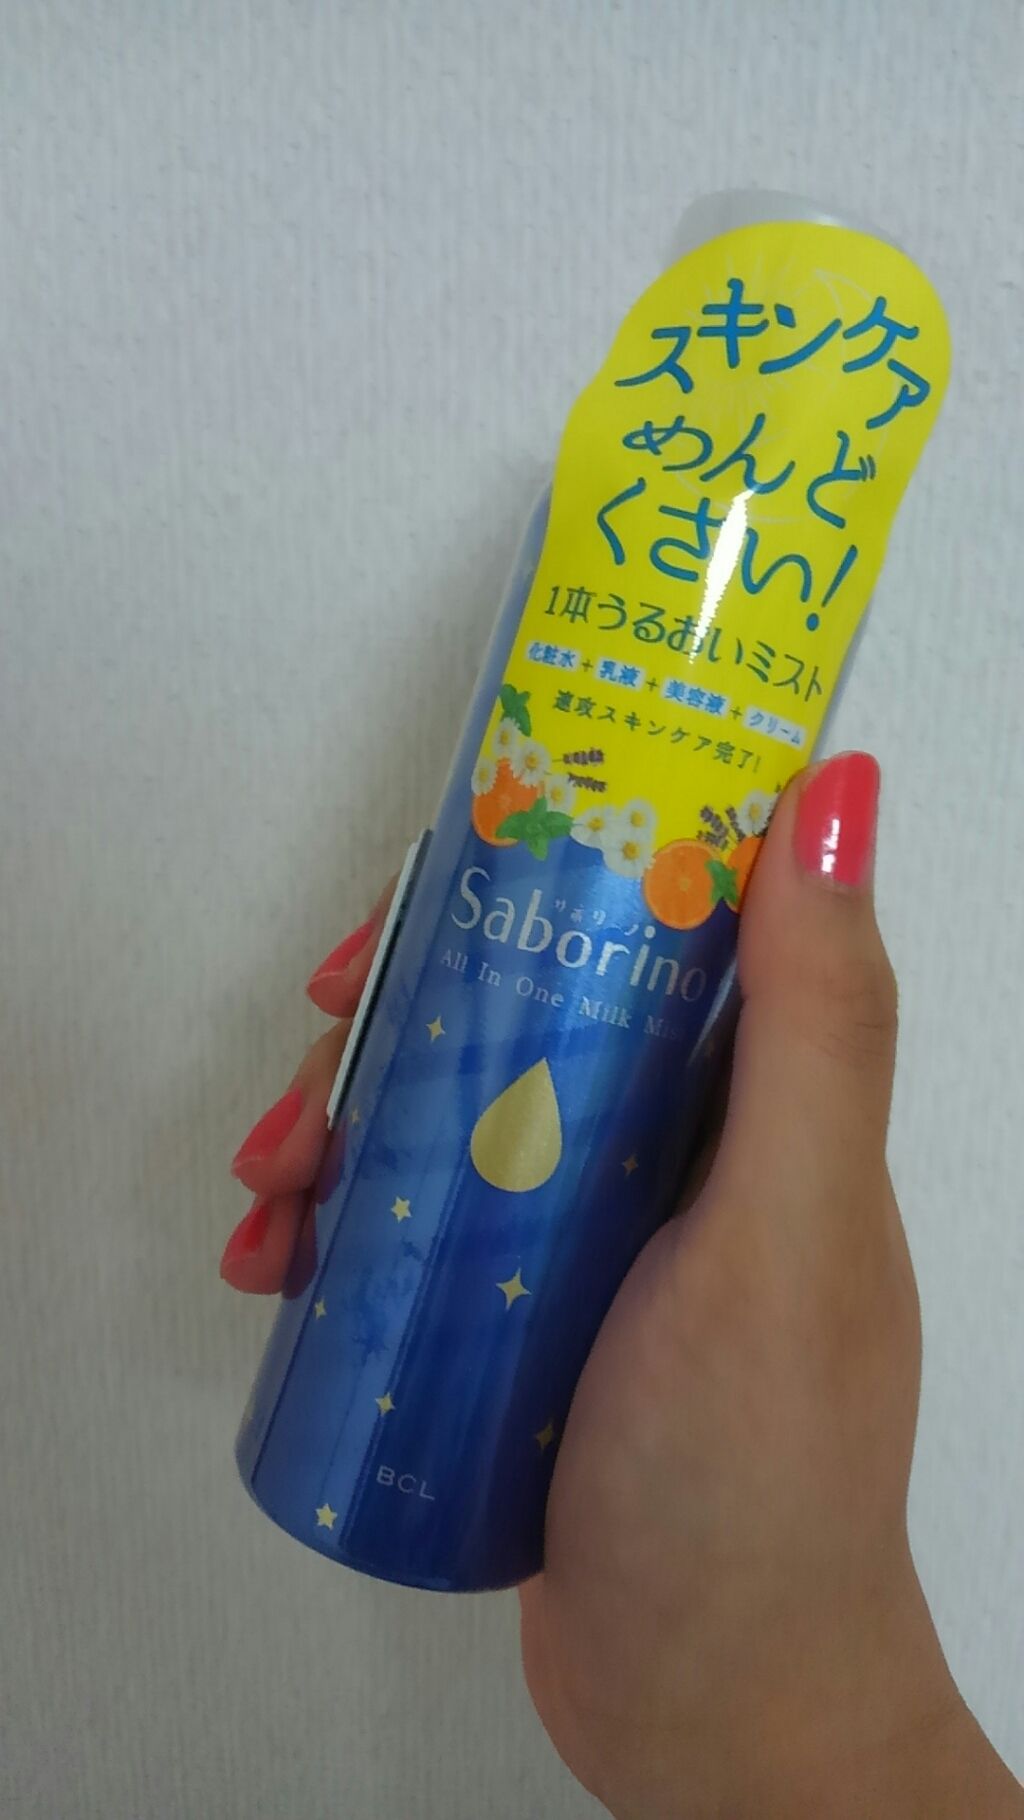 スキンケア
めんど
くさい!
1本うるおいミスト
化粧水+乳液+美容液+クリーム
速攻スキンケア完了!
サボリーノ
Saborino
All In One Milk Mist
BCL